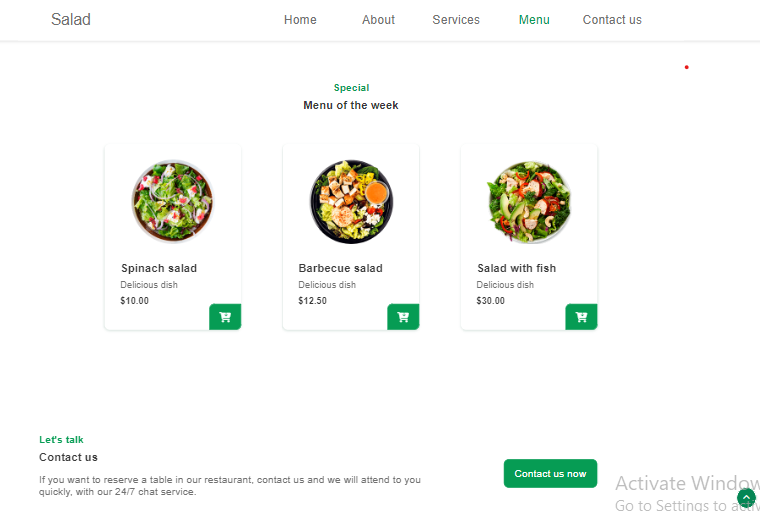 Salad
Home About Services Menu Contact us
Special
Menu of the week
Spinach salad
Delicious dish
$10.00
Barbecue salad
Delicious dish
$12.50
Salad with fish
Delicious dish
$30.00
Let's talk
Contact us
If you want to reserve a table in our restaurant, contact us and we will attend to you
quickly, with our 24/7 chat service.
Contact us now
Activate Window
Go to Settings to activ